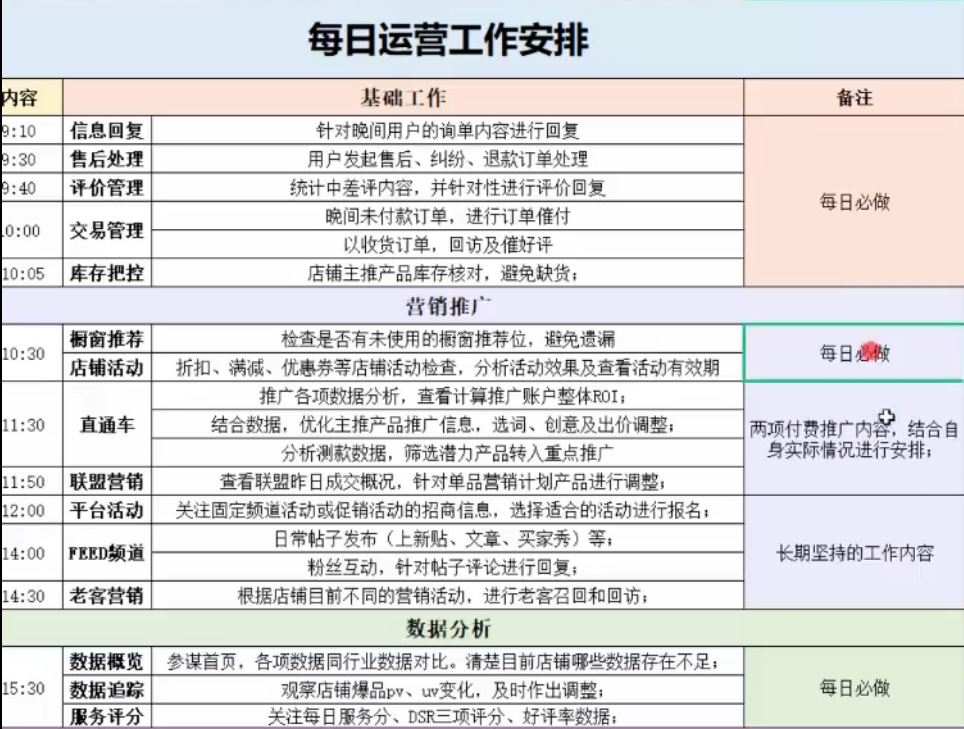 每日运营工作安排
内容 基础工作 备注
9:10 信息回复 针对晚间用户的询单内容进行回复
9:30 售后处理 用户发起售后、纠纷、退款订单处理
9:40 评价管理 统计中差评内容，并针对性进行评价回复
每日必做
10:00 交易管理 晚间未付款订单，进行订单催付
以收货订单，回访及催好评
10:05 库存把控 店铺主推产品库存核对，避免缺货；
营销推广
10:30 橱窗推荐 检查是否有未使用的橱窗推荐位，避免遗漏
每日必做
店铺活动 折扣、满减、优惠券等店铺活动检查，分析活动效果及查看活动有效期
推广各项数据分析，查看计算推广账户整体ROI；
11:30 直通车 结合数据，优化主推产品推广信息，选词、创意及出价调整；
分析测款数据，筛选潜力产品转入重点推广
两项付费推广内容，结合自
身实际情况进行安排；
11:50 联盟营销 查看联盟昨日成交概况，针对单品营销计划产品进行调整；
12:00 平台活动 关注固定频道活动或促销活动的招商信息，选择适合的活动进行报名；
14:00 FEED频道 日常帖子发布（上新贴、文章、买家秀）等；
粉丝互动，针对帖子评论进行回复；
长期坚持的工作内容
14:30 老客营销 根据店铺目前不同的营销活动，进行老客召回和回访；
数据分析
数据概览 参谋首页，各项数据同行业数据对比。清楚目前店铺哪些数据存在不足；
15:30 数据追踪 观察店铺爆品pv、uv变化，及时作出调整； 每日必做
服务评分 关注每日服务分、DSR三项评分、好评率数据；